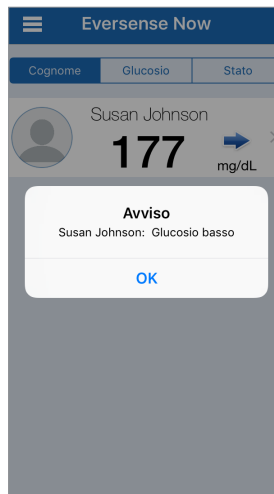 Eversense Now
Cognome Glucosio Stato
Susan Johnson
177
mg/dL
Avviso
Susan Johnson: Glucosio basso
OK